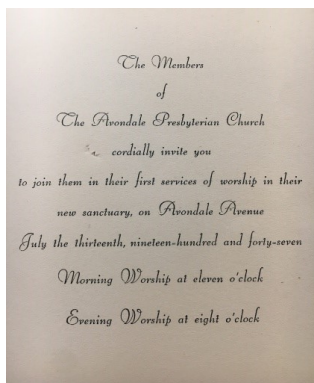 The Members
of
The Avondale Presbyterian Church
cordially invite you
to join them in their first services of worship in their
new sanctuary, on Avondale Avenue
July the thirteenth, nineteen-hundred and forty-seven
Morning Worship at eleven o'clock
Evening Worship at eight o'clock